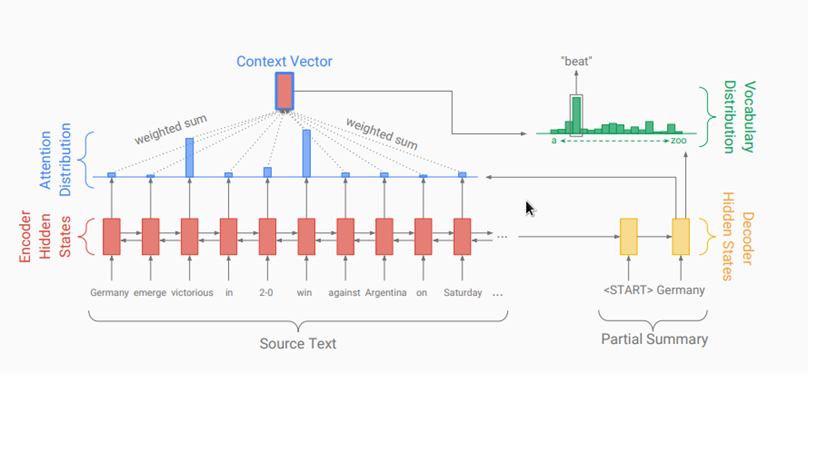 Context Vector
"beat"
weighted sum
weighted sum
Attention
Distribution
a
zoo
Vocabulary
Distribution
Encoder
Hidden
States
...
Decoder
Hidden States
Germany emerge victorious in 2-0 win against Argentina on Saturday ...
<START> Germany
Source Text
Partial Summary